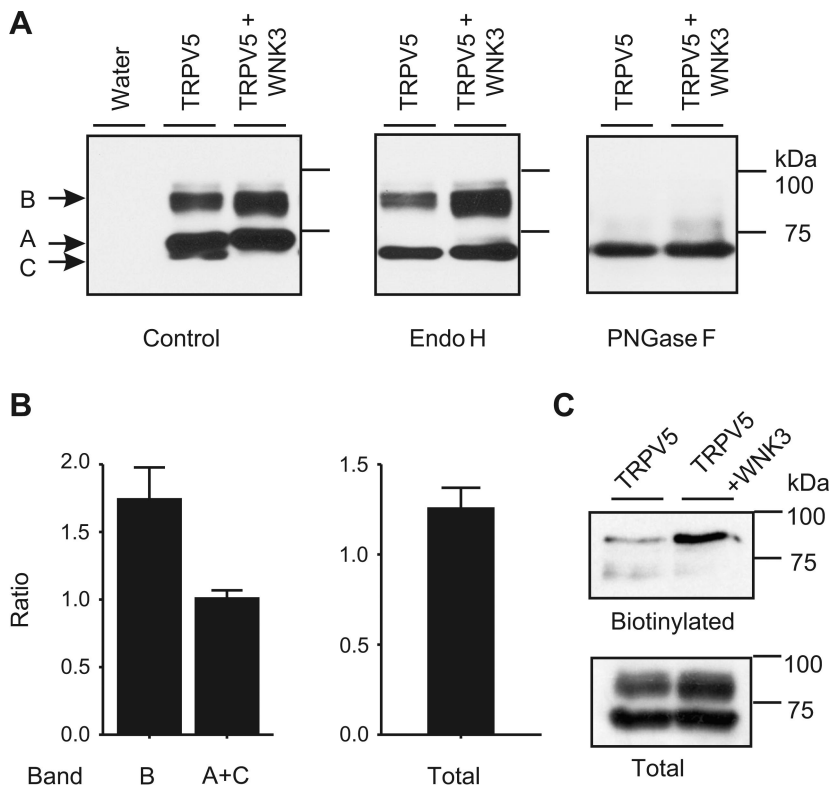 A
Water
TRPV5
TRPV5 +
WNK3
TRPV5
TRPV5 +
WNK3
TRPV5
TRPV5 +
WNK3
B
A
C
kDa
100
75
Control
Endo H
PNGase F
B
Ratio
2.0
1.5
1.0
0.5
0.0
Band
B
A+C
1.5
1.0
0.5
0.0
Total
C
TRPV5
TRPV5
+WNK3
kDa
100
75
Biotinylated
100
75
Total